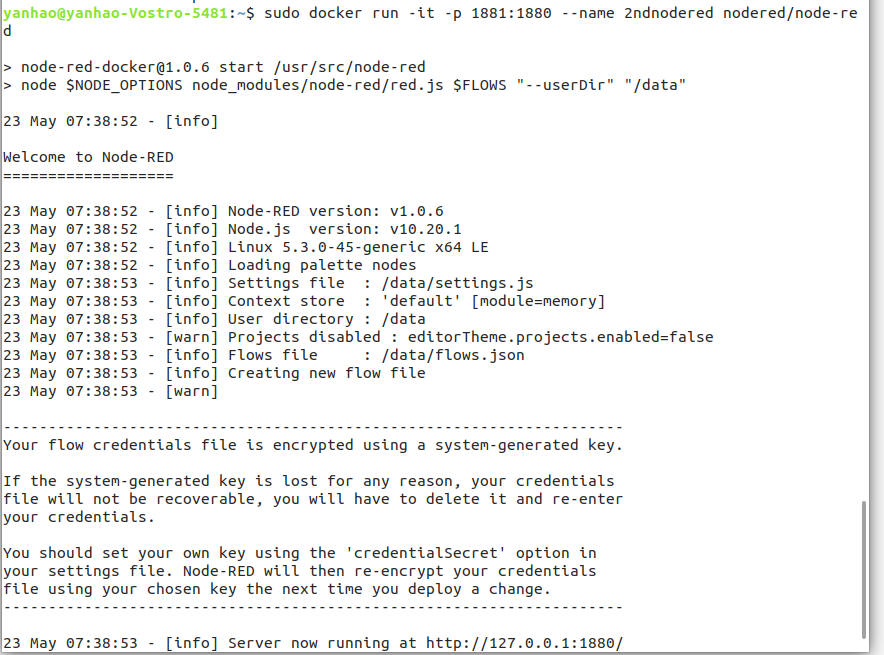 yanhao@yanhao-Vostro-5481:~$ sudo docker run -it -p 1881:1880 --name 2ndnodered nodered/node-re
d
> node-red-docker@1.0.6 start /usr/src/node-red
> node $NODE_OPTIONS node_modules/node-red/red.js $FLOWS "--userDir" "/data"
23 May 07:38:52 - [info]
Welcome to Node-RED
===================
23 May 07:38:52 - [info] Node-RED version: v1.0.6
23 May 07:38:52 - [info] Node.js  version: v10.20.1
23 May 07:38:52 - [info] Linux 5.3.0-45-generic x64 LE
23 May 07:38:52 - [info] Loading palette nodes
23 May 07:38:53 - [info] Settings file  : /data/settings.js
23 May 07:38:53 - [info] Context store  : 'default' [module=memory]
23 May 07:38:53 - [info] User directory : /data
23 May 07:38:53 - [warn] Projects disabled : editorTheme.projects.enabled=false
23 May 07:38:53 - [info] Flows file     : /data/flows.json
23 May 07:38:53 - [info] Creating new flow file
23 May 07:38:53 - [warn]
---------------------------------------------------------------------
Your flow credentials file is encrypted using a system-generated key.
If the system-generated key is lost for any reason, your credentials
file will not be recoverable, you will have to delete it and re-enter
your credentials.
You should set your own key using the 'credentialSecret' option in
your settings file. Node-RED will then re-encrypt your credentials
file using your chosen key the next time you deploy a change.
---------------------------------------------------------------------
23 May 07:38:53 - [info] Server now running at http://127.0.0.1:1880/